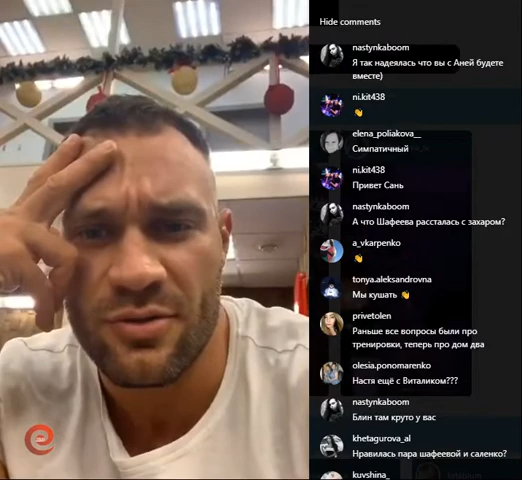 Hide comments
nastynkaboom
Я так надеялась что вы с Аней будете
вместе)
ni.kit438
👋
elena_poliakova__
Симпатичный
ni.kit438
Привет Сань
nastynkaboom
А что Шафеева рассталась с захаром?
a_vkarpenko
👋
tonya.aleksandrovna
Мы кушать 👋
privetolen
Раньше все вопросы были про
тренировки, теперь про дом два
olesia.ponomarenko
Настя ещё с Виталиком???
nastynkaboom
Блин там круто у вас
khetagurova_al
Нравилась пара шафеевой и саленко?
kuvshina_